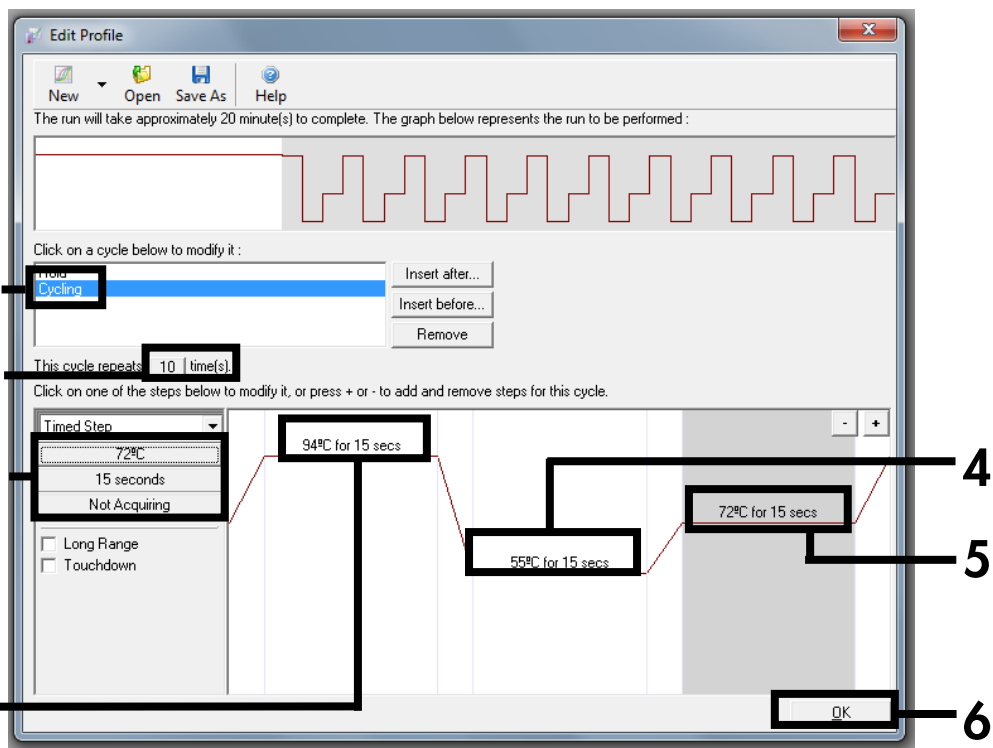 Edit Profile
New Open Save As Help
The run will take approximately 20 minute(s) to complete. The graph below represents the run to be performed :
Click on a cycle below to modify it :
Hold
Cycling
Insert after...
Insert before...
Remove
This cycle repeats 10 time(s).
Click on one of the steps below to modify it, or press + or - to add and remove steps for this cycle.
Timed Step
- +
72ºC
15 seconds
Not Acquiring
Long Range
Touchdown
94ºC for 15 secs
55ºC for 15 secs
72ºC for 15 secs
4
5
OK
6